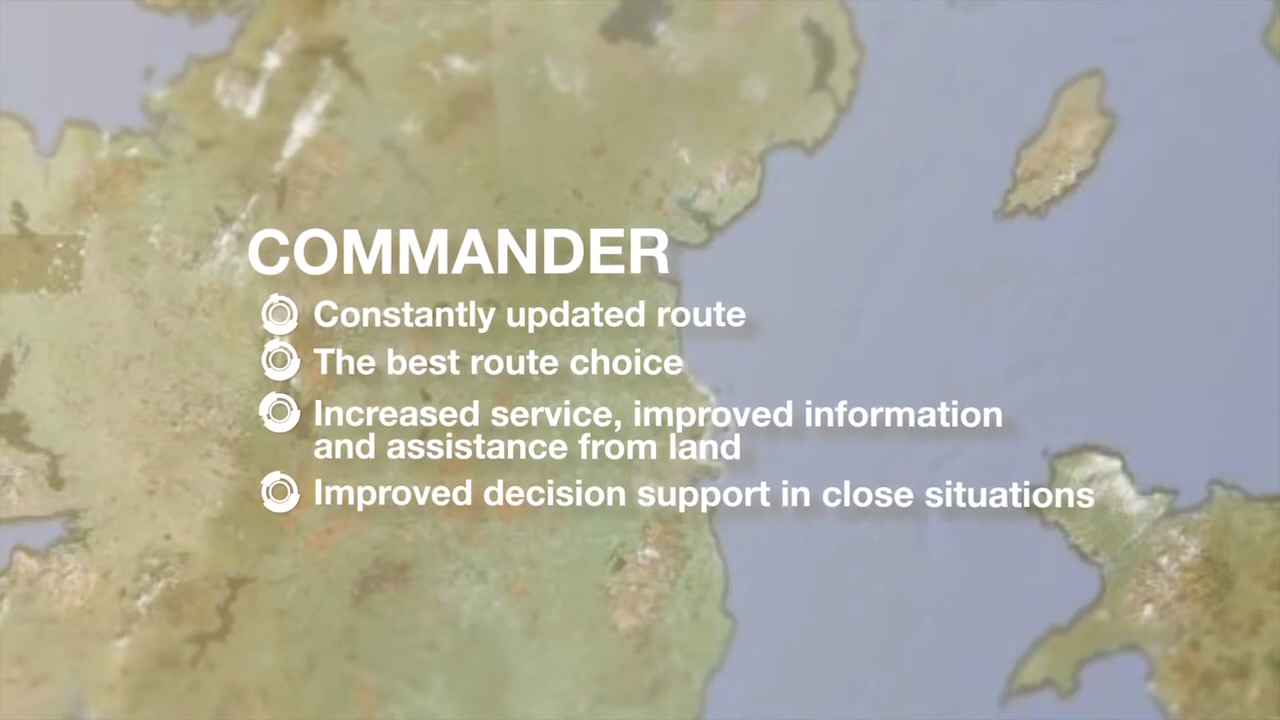 COMMANDER
Constantly updated route
The best route choice
Increased service, improved information
and assistance from land
Improved decision support in close situations